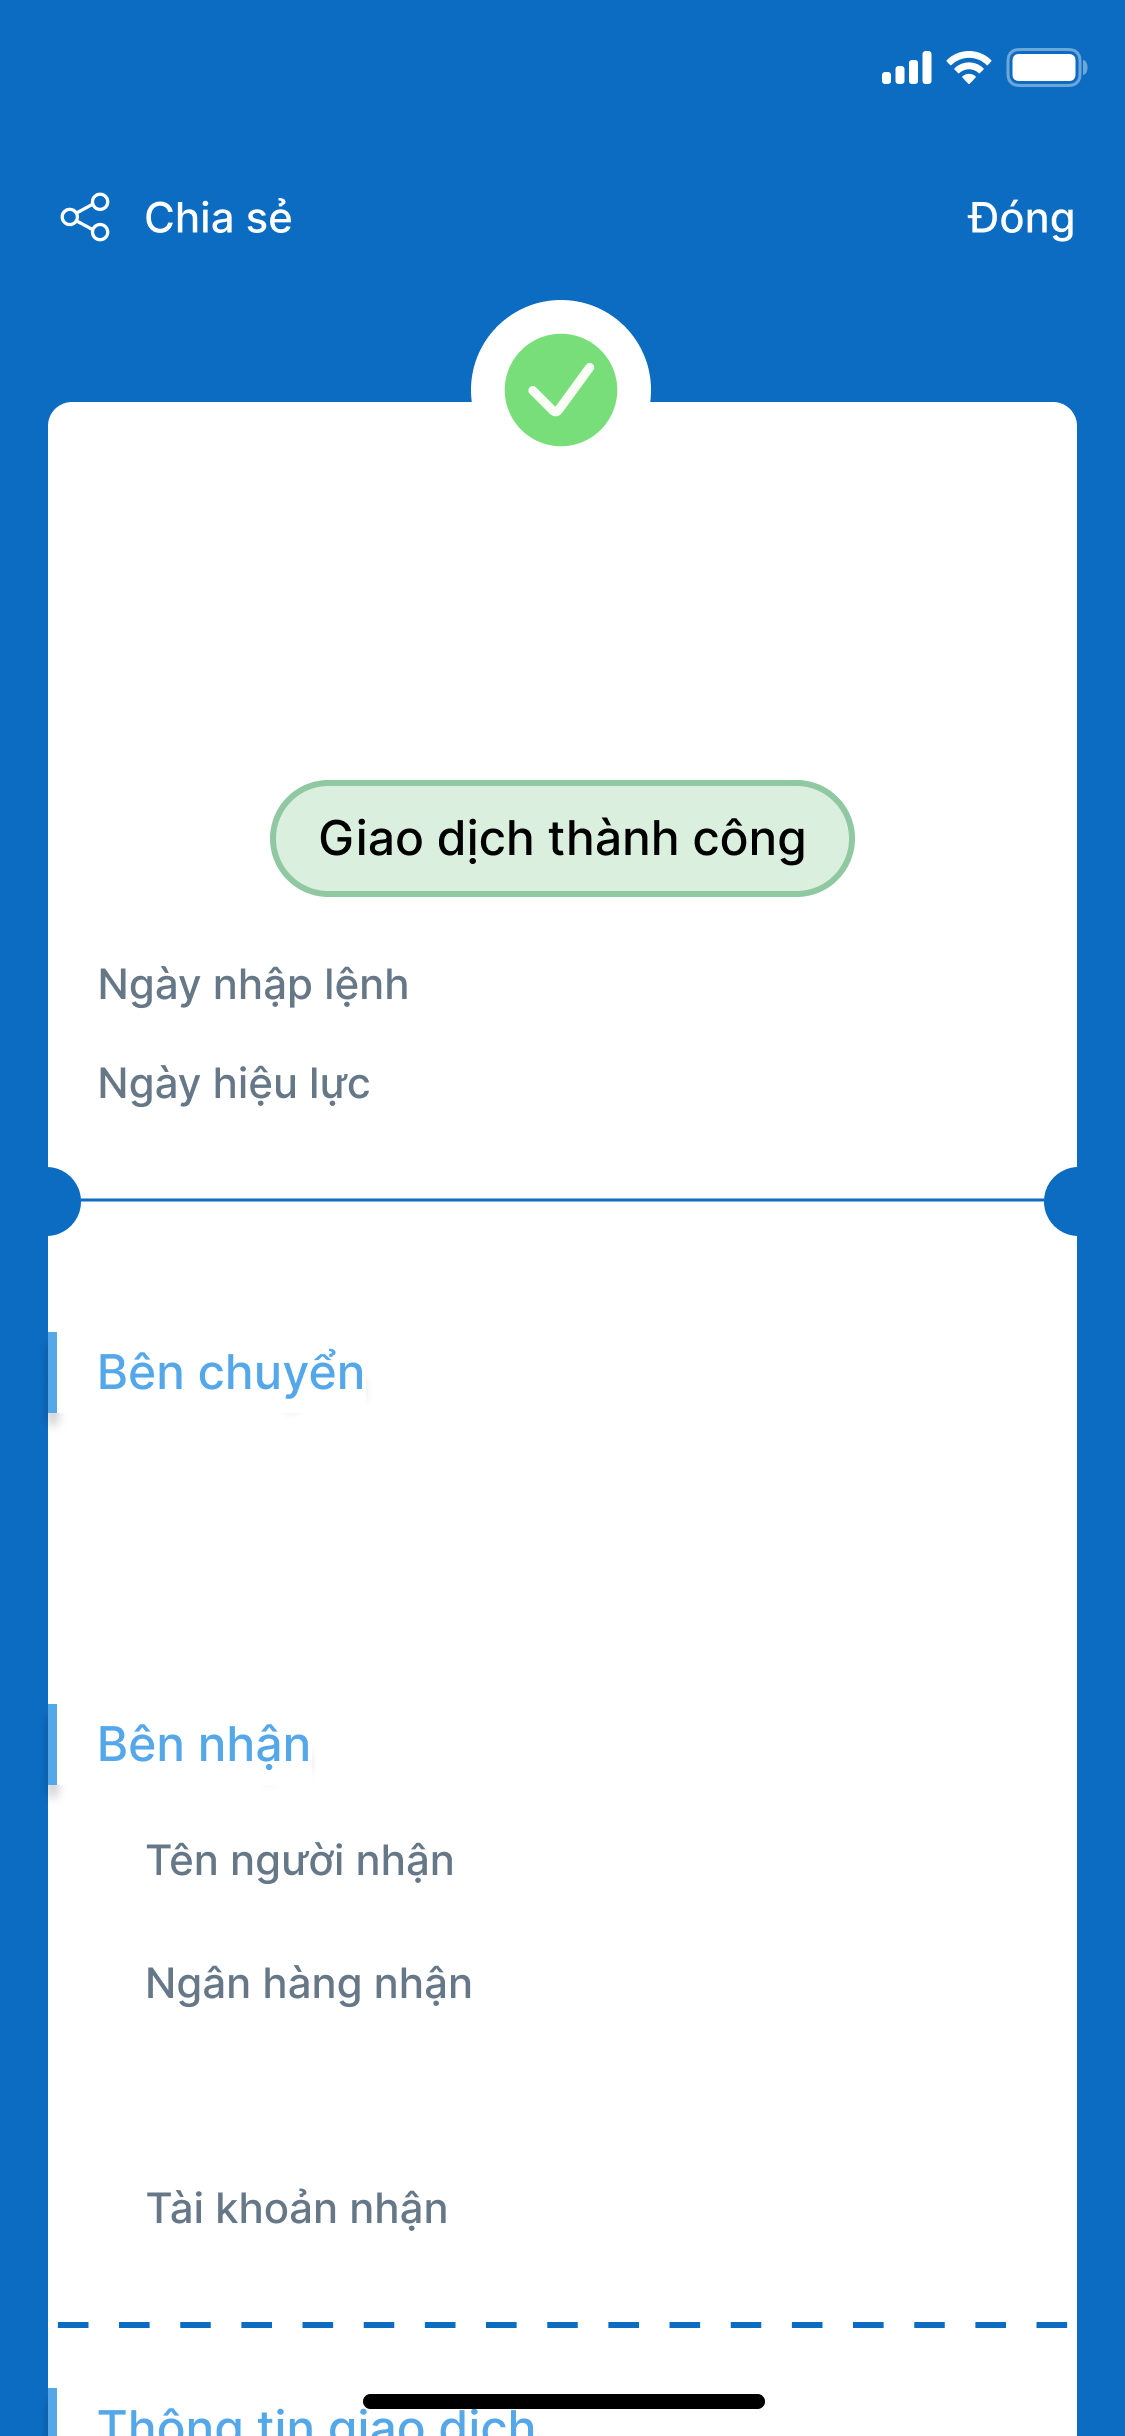 Chia sẻ
Đóng
Giao dịch thành công
Ngày nhập lệnh
Ngày hiệu lực
Bên chuyển
Bên nhận
Tên người nhận
Ngân hàng nhận
Tài khoản nhận
Thông tin giao dịch